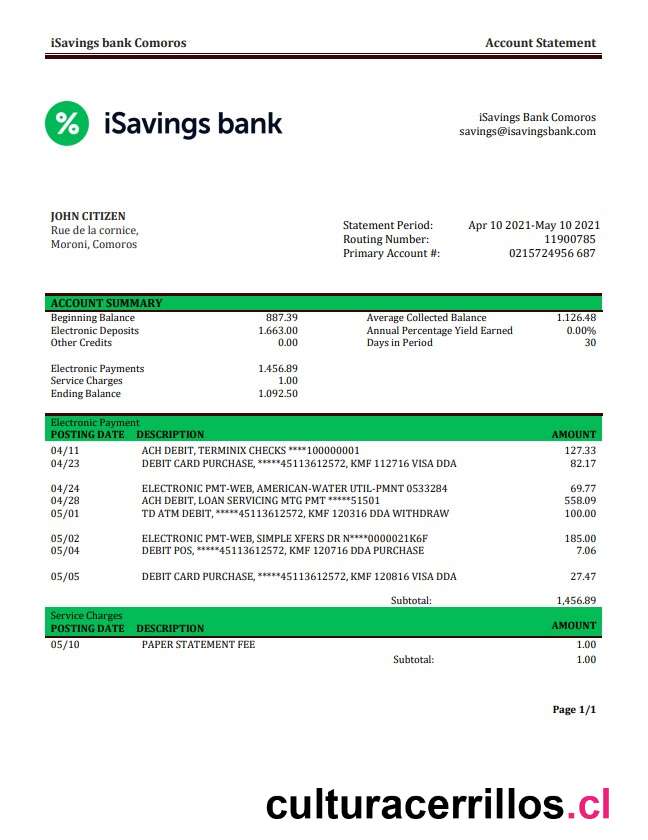 iSavings bank Comoros Account Statement
% iSavings bank
iSavings Bank Comoros
savings@isavingsbank.com
JOHN CITIZEN
Rue de la cornice,
Moroni, Comoros
Statement Period: Apr 10 2021-May 10 2021
Routing Number: 11900785
Primary Account #: 0215724956 687
ACCOUNT SUMMARY
Beginning Balance 887.39 Average Collected Balance 1.126.48
Electronic Deposits 1.663.00 Annual Percentage Yield Earned 0.00%
Other Credits 0.00 Days in Period 30
Electronic Payments 1.456.89
Service Charges 1.00
Ending Balance 1.092.50
Electronic Payment
POSTING DATE DESCRIPTION AMOUNT
04/11 ACH DEBIT, TERMINIX CHECKS ****100000001 127.33
04/23 DEBIT CARD PURCHASE, *****45113612572, KMF 112716 VISA DDA 82.17
04/24 ELECTRONIC PMT-WEB, AMERICAN-WATER UTIL-PMNT 0533284 69.77
04/28 ACH DEBIT, LOAN SERVICING MTG PMT *****51501 558.09
05/01 TD ATM DEBIT, *****45113612572, KMF 120316 DDA WITHDRAW 100.00
05/02 ELECTRONIC PMT-WEB, SIMPLE XFERS DR N****0000021K6F 185.00
05/04 DEBIT POS, *****45113612572, KMF 120716 DDA PURCHASE 7.06
05/05 DEBIT CARD PURCHASE, *****45113612572, KMF 120816 VISA DDA 27.47
Subtotal: 1,456.89
Service Charges
POSTING DATE DESCRIPTION AMOUNT
05/10 PAPER STATEMENT FEE 1.00
Subtotal: 1.00
Page 1/1
culturacerrillos.cl